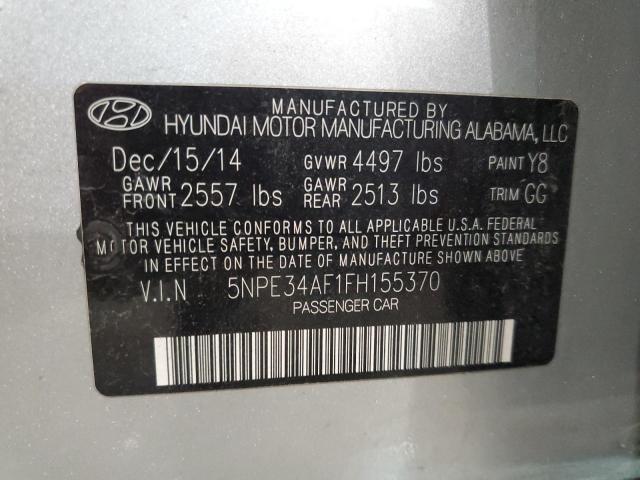 MANUFACTURED BY
HYUNDAI MOTOR MANUFACTURING ALABAMA, LLC
Dec/15/14 GVWR 4497 lbs PAINT Y8
GAWR FRONT 2557 lbs GAWR REAR 2513 lbs TRIM GG
THIS VEHICLE CONFORMS TO ALL APPLICABLE U.S.A. FEDERAL
MOTOR VEHICLE SAFETY, BUMPER, AND THEFT PREVENTION
STANDARDS IN EFFECT ON THE DATE OF MANUFACTURE SHOWN ABOVE
V.I.N 5NPE34AF1FH155370
PASSENGER CAR